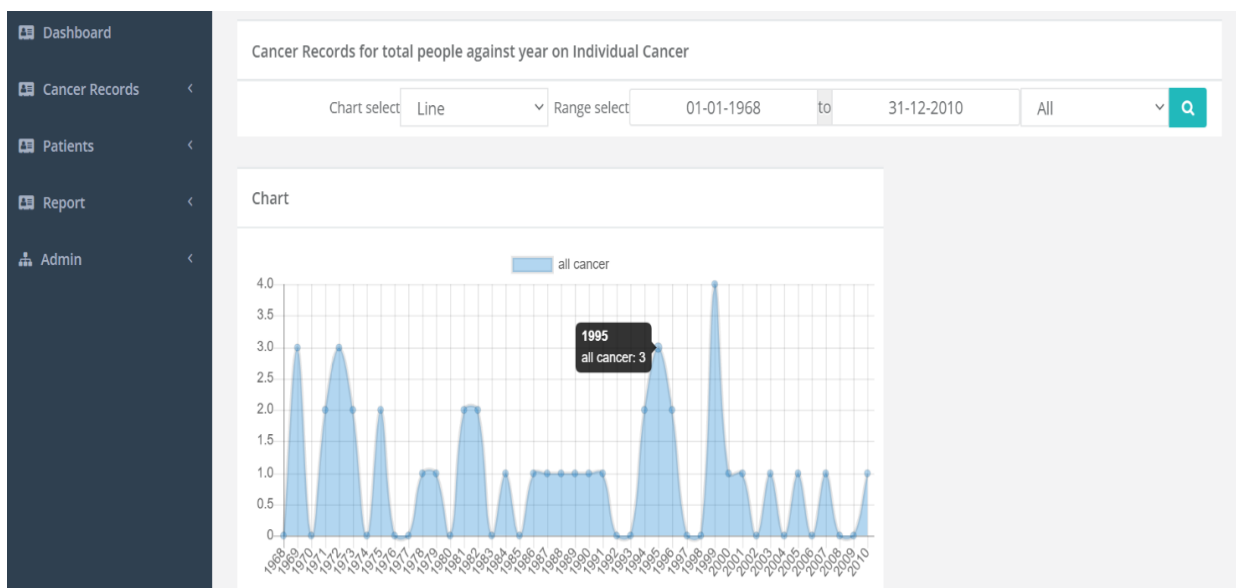 Dashboard
Cancer Records
Patients
Report
Admin
Cancer Records for total people against year on Individual Cancer
Chart select Line Range select 01-01-1968 to 31-12-2010 All
Chart
all cancer
4.0
3.5
3.0
2.5
2.0
1.5
1.0
0.5
0
1995
all cancer: 3
1968 1969 1970 1971 1972 1973 1974 1975 1976 1977 1978 1979 1980 1981 1982 1983 1984 1985 1986 1987 1988 1989 1990 1991 1992 1993 1994 1995 1996 1997 1998 1999 2000 2001 2002 2003 2004 2005 2006 2007 2008 2009 2010